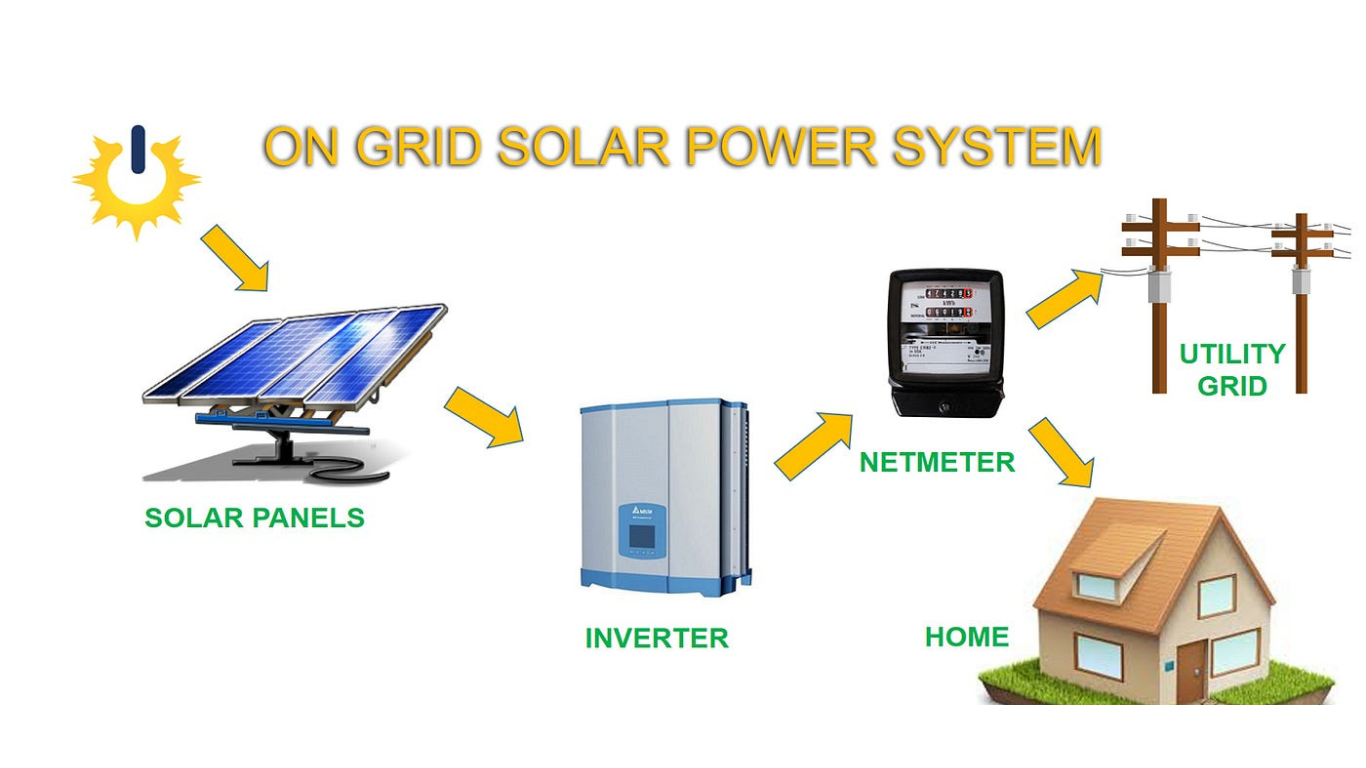 ON GRID SOLAR POWER SYSTEM
UTILITY
GRID
NETMETER
SOLAR PANELS
INVERTER
HOME